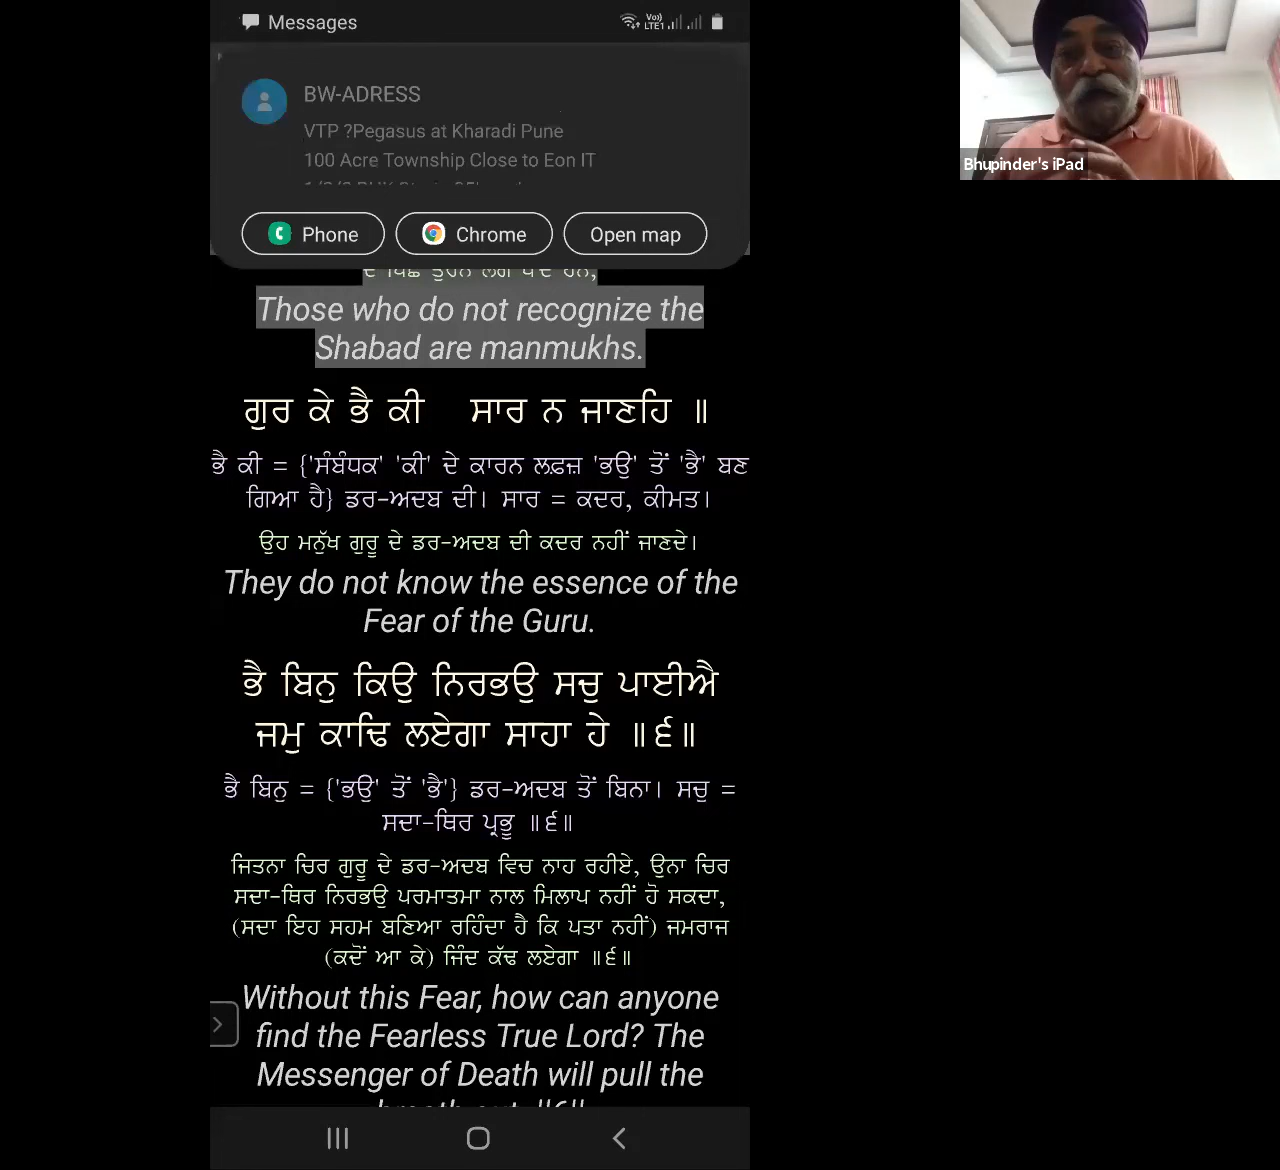 Messages
VoJ) LTE1
BW-ADRESS
VTP ?Pegasus at Kharadi Pune
100 Acre Township Close to Eon IT
Phone
Chrome
Open map
Those who do not recognize the
Shabad are manmukhs.
ਗੁਰ ਕੇ ਭੈ ਕੀ ਸਾਰ ਨ ਜਾਣਹਿ ॥
ਭੈ ਕੀ = {'ਸੰਬੰਧਕ' 'ਕੀ' ਦੇ ਕਾਰਨ ਲਫ਼ਜ਼ 'ਭਉ' ਤੋਂ 'ਭੈ' ਬਣ
ਗਿਆ ਹੈ} ਡਰ-ਅਦਬ ਦੀ। ਸਾਰ = ਕਦਰ, ਕੀਮਤ।
ਉਹ ਮਨੁੱਖ ਗੁਰੂ ਦੇ ਡਰ-ਅਦਬ ਦੀ ਕਦਰ ਨਹੀਂ ਜਾਣਦੇ।
They do not know the essence of the
Fear of the Guru.
ਭੈ ਬਿਨੁ ਕਿਉ ਨਿਰਭਉ ਸਚੁ ਪਾਈਐ
ਜਮੁ ਕਾਢਿ ਲਏਗਾ ਸਾਹਾ ਹੇ ॥੬॥
ਭੈ ਬਿਨੁ = {'ਭਉ' ਤੋਂ 'ਭੈ'} ਡਰ-ਅਦਬ ਤੋਂ ਬਿਨਾ। ਸਚੁ =
ਸਦਾ-ਥਿਰ ਪ੍ਰਭੂ ॥੬॥
ਜਿਤਨਾ ਚਿਰ ਗੁਰੂ ਦੇ ਡਰ-ਅਦਬ ਵਿਚ ਨਾਹ ਰਹੀਏ, ਉਨਾ ਚਿਰ
ਸਦਾ-ਥਿਰ ਨਿਰਭਉ ਪਰਮਾਤਮਾ ਨਾਲ ਮਿਲਾਪ ਨਹੀਂ ਹੋ ਸਕਦਾ,
(ਸਦਾ ਇਹ ਸਹਮ ਬਣਿਆ ਰਹਿੰਦਾ ਹੈ ਕਿ ਪਤਾ ਨਹੀਂ) ਜਮਰਾਜ
(ਕਦੋਂ ਆ ਕੇ) ਜਿੰਦ ਕੱਢ ਲਏਗਾ ॥੬॥
Without this Fear, how can anyone
find the Fearless True Lord? The
Messenger of Death will pull the
Bhupinder's iPad